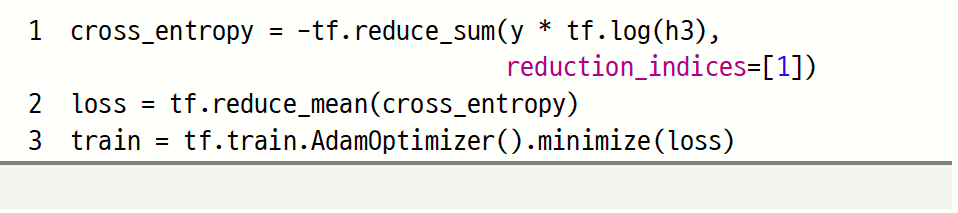 1 cross_entropy = -tf.reduce_sum(y * tf.log(h3),
reduction_indices=[1])
2 loss = tf.reduce_mean(cross_entropy)
3 train = tf.train.AdamOptimizer().minimize(loss)